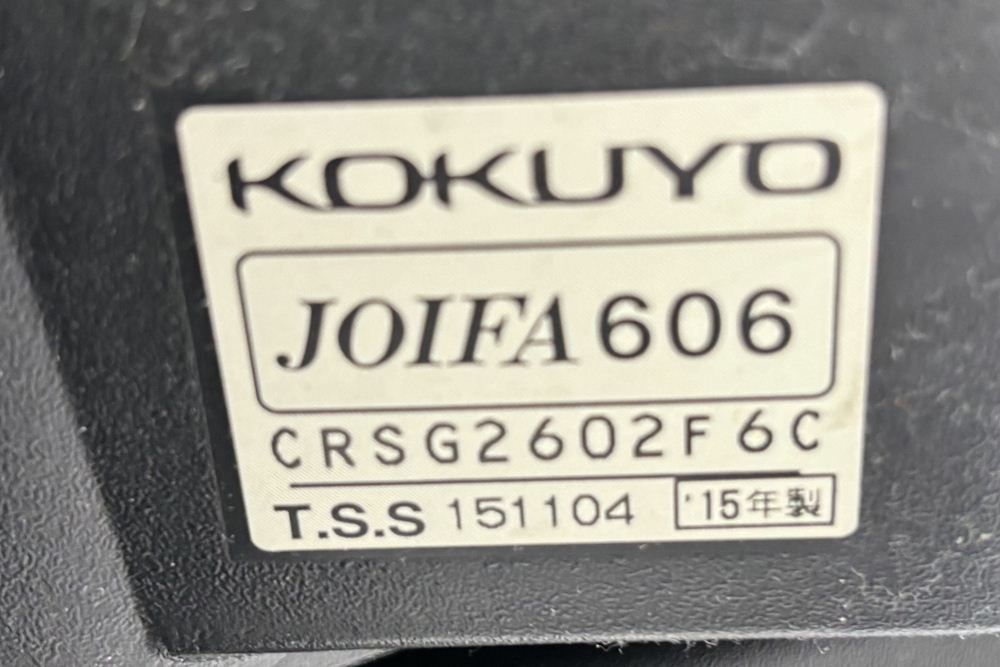 KOKUYO
JOIFA 606
CRSG2602F6C
T.S.S 151104 '15年製